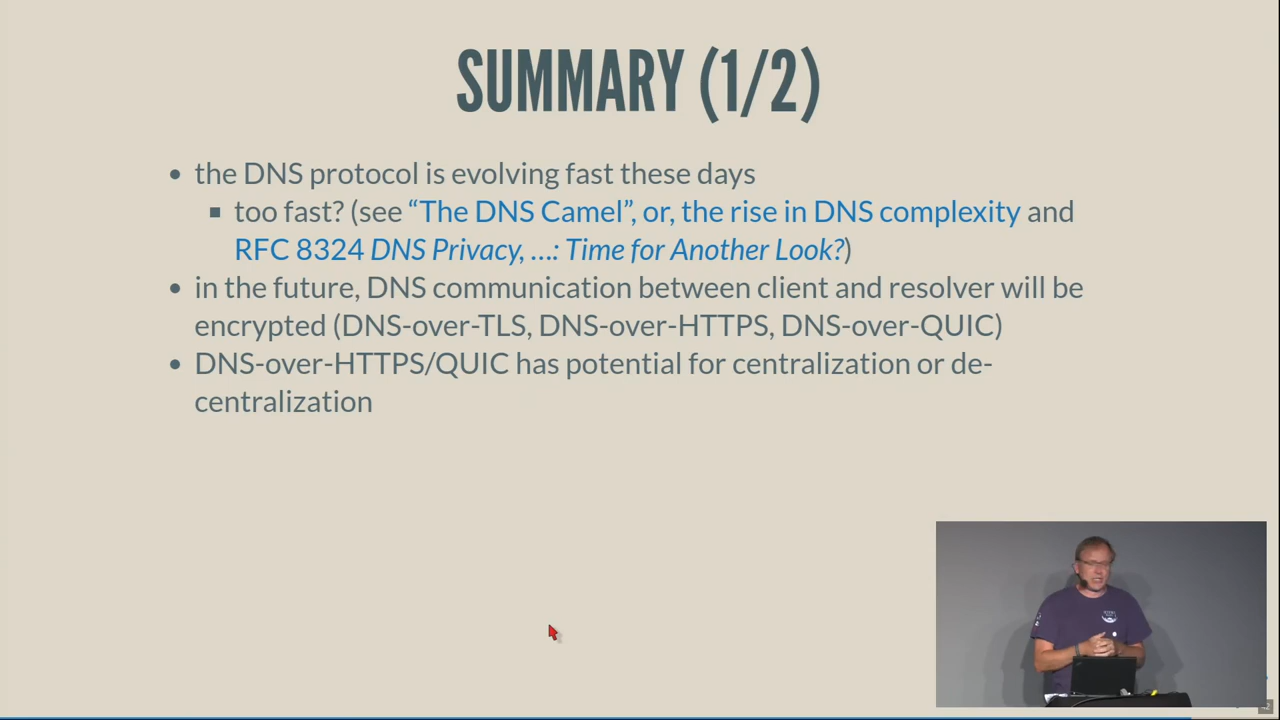 SUMMARY (1/2)
• the DNS protocol is evolving fast these days
▪ too fast? (see “The DNS Camel”, or, the rise in DNS complexity and
RFC 8324 DNS Privacy, …: Time for Another Look?)
• in the future, DNS communication between client and resolver will be
encrypted (DNS-over-TLS, DNS-over-HTTPS, DNS-over-QUIC)
• DNS-over-HTTPS/QUIC has potential for centralization or de-
centralization